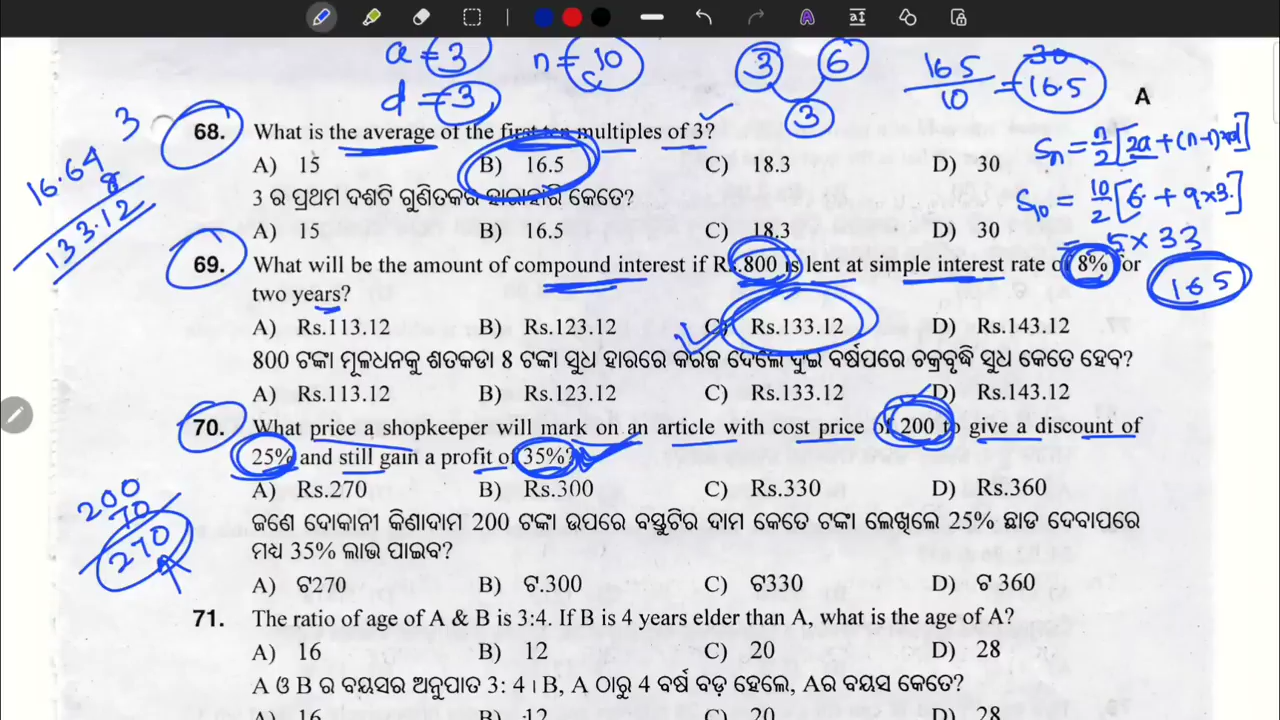 a = 3 n = 10 3 6 165/10 = 30 16.5
d = 3 3 A
3
68. What is the average of the first ten multiples of 3?
Sn = n/2 [2a + (n-1)×d]
16.64
8
133.12
A) 15 B) 16.5 C) 18.3 D) 30
S10 = 10/2 [6 + 9×3]
3 ର ପ୍ରଥମ ଦଶଟି ଗୁଣିତକର ହାରାହାରି କେତେ?
A) 15 B) 16.5 C) 18.3 D) 30
= 5 × 33
165
69. What will be the amount of compound interest if Rs.800 is lent at simple interest rate of 8% for
two years?
A) Rs.113.12 B) Rs.123.12 C) Rs.133.12 D) Rs.143.12
800 ଟଙ୍କା ମୂଳଧନକୁ ଶତକଡା 8 ଟଙ୍କା ସୁଧ ହାରରେ କରଜ ଦେଲେ ଦୁଇ ବର୍ଷପରେ ଚକ୍ରବୃଦ୍ଧି ସୁଧ କେତେ ହେବ?
A) Rs.113.12 B) Rs.123.12 C) Rs.133.12 D) Rs.143.12
70. What price a shopkeeper will mark on an article with cost price of 200 to give a discount of
25% and still gain a profit of 35%?
A) Rs.270 B) Rs.300 C) Rs.330 D) Rs.360
200
70
270
ଜଣେ ଦୋକାନୀ କିଣାଦାମ 200 ଟଙ୍କା ଉପରେ ବସ୍ତୁଟିର ଦାମ କେତେ ଟଙ୍କା ଲେଖିଲେ 25% ଛାଡ ଦେବାପରେ
ମଧ୍ୟ 35% ଲାଭ ପାଇବ?
A) ଟ270 B) ଟ.300 C) ଟ330 D) ଟ 360
71. The ratio of age of A & B is 3:4. If B is 4 years elder than A, what is the age of A?
A) 16 B) 12 C) 20 D) 28
A ଓ B ର ବୟସର ଅନୁପାତ 3: 4। B, A ଠାରୁ 4 ବର୍ଷ ବଡ଼ ହେଲେ, Aର ବୟସ କେତେ?
A) 16 B) 12 C) 20 D) 28